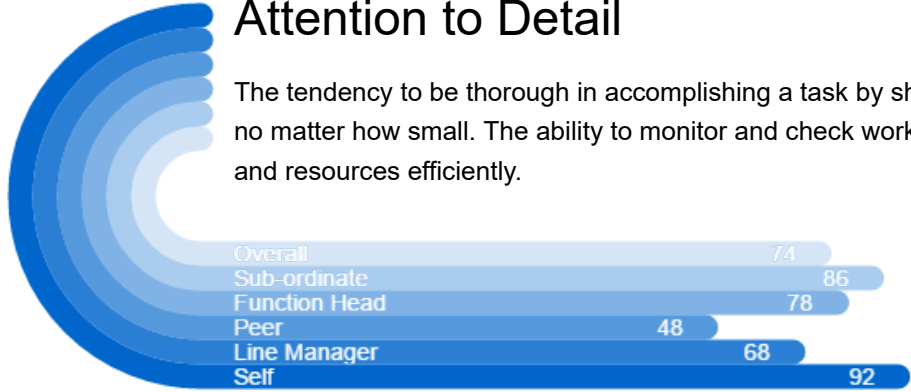 Attention to Detail
The tendency to be thorough in accomplishing a task by sh
no matter how small. The ability to monitor and check work
and resources efficiently.
Overall 74
Sub-ordinate 86
Function Head 78
Peer 48
Line Manager 68
Self 92